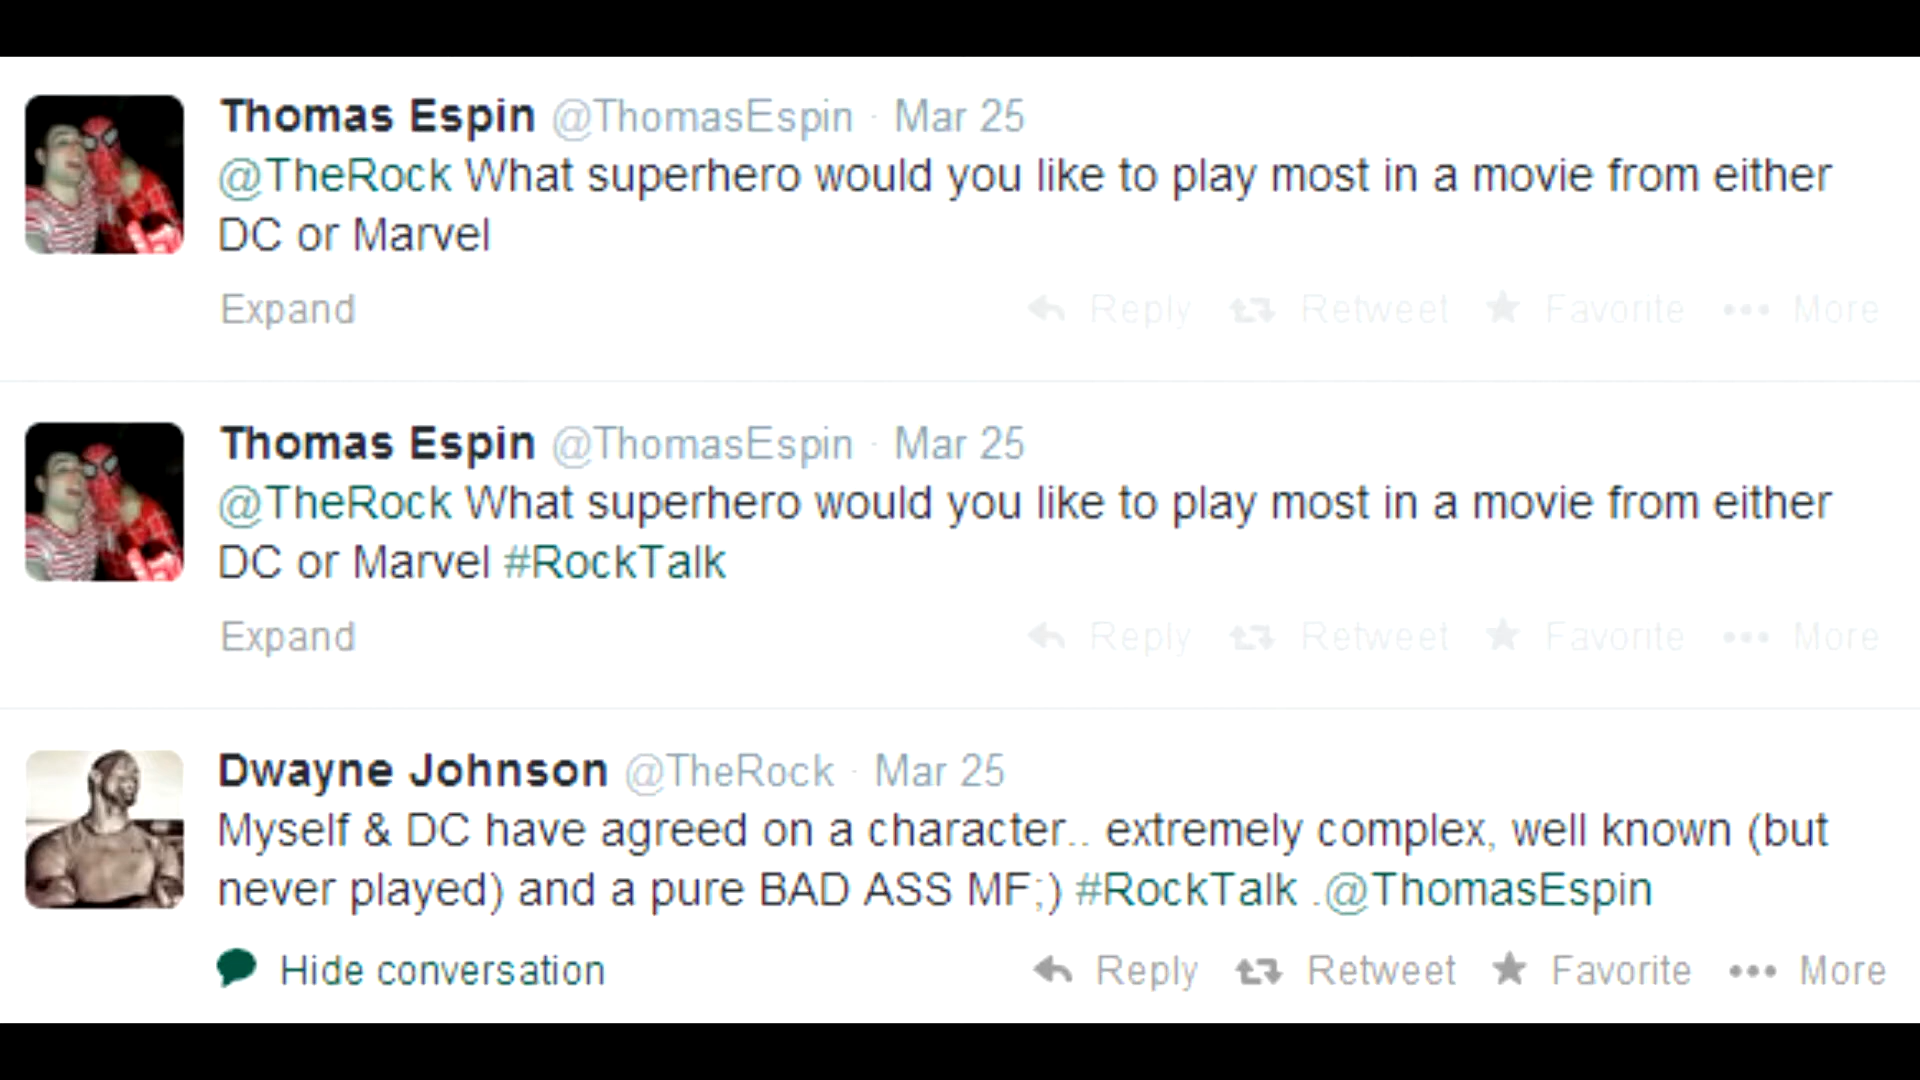 Thomas Espin @ThomasEspin · Mar 25
@TheRock What superhero would you like to play most in a movie from either
DC or Marvel
Expand Reply Retweet Favorite ••• More
Thomas Espin @ThomasEspin · Mar 25
@TheRock What superhero would you like to play most in a movie from either
DC or Marvel #RockTalk
Expand Reply Retweet Favorite ••• More
Dwayne Johnson @TheRock · Mar 25
Myself & DC have agreed on a character.. extremely complex, well known (but
never played) and a pure BAD ASS MF;) #RockTalk .@ThomasEspin
Hide conversation Reply Retweet Favorite ••• More